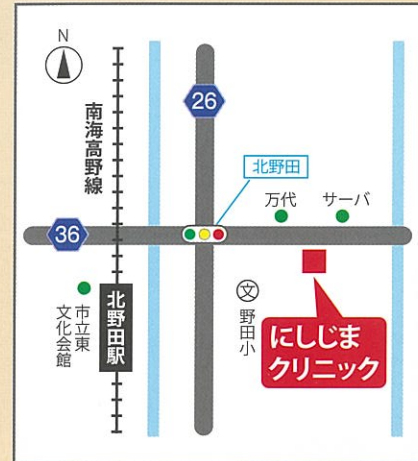 N
26
南海高野線
北野田
万代
サーバ
36
市立東
文化会館
北野田駅
文
野田小
にしじま
クリニック